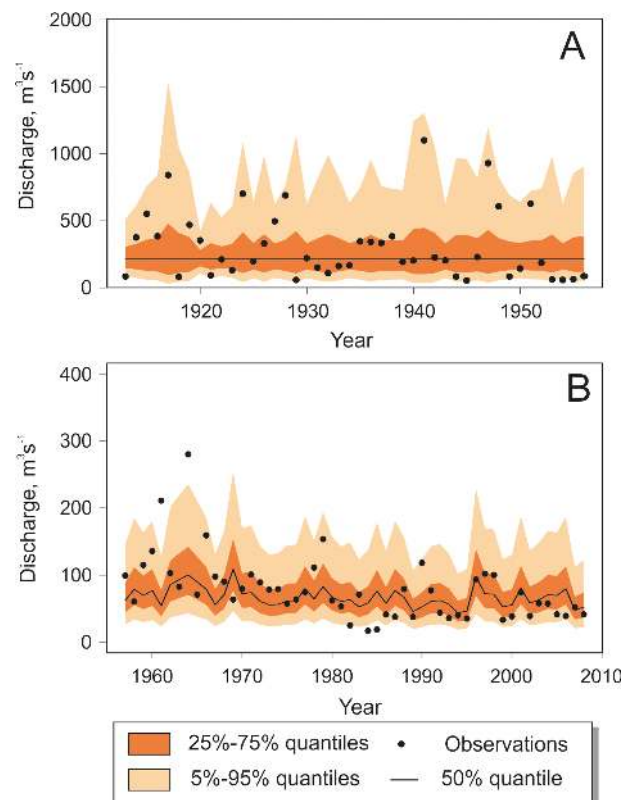 A
Discharge, m³s⁻¹
2000
1500
1000
500
0
1920 1930 1940 1950
Year
B
Discharge, m³s⁻¹
400
300
200
100
0
1960 1970 1980 1990 2000 2010
Year
25%-75% quantiles Observations
5%-95% quantiles 50% quantile